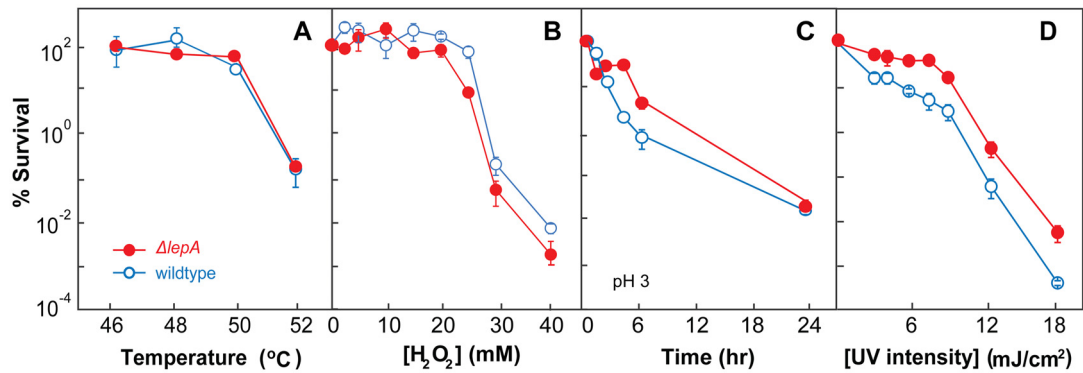 A B C D
% Survival
10²
10⁰
10⁻²
10⁻⁴
ΔlepA
wildtype
pH 3
46 48 50 52 0 10 20 30 40 0 6 12 18 24 6 12 18
Temperature (°C) [H₂O₂] (mM) Time (hr) [UV intensity] (mJ/cm²)